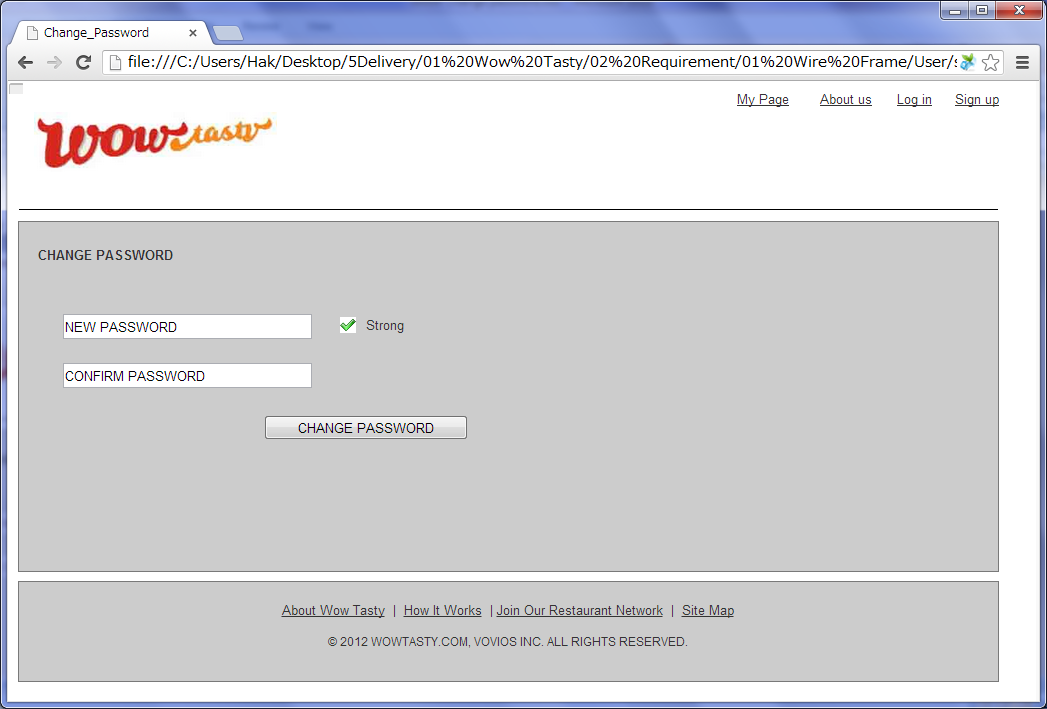 Change_Password
file:///C:/Users/Hak/Desktop/5Delivery/01%20Wow%20Tasty/02%20Requirement/01%20Wire%20Frame/User/
My Page About us Log in Sign up
wow tasty
CHANGE PASSWORD
NEW PASSWORD Strong
CONFIRM PASSWORD
CHANGE PASSWORD
About Wow Tasty | How It Works | Join Our Restaurant Network | Site Map
© 2012 WOWTASTY.COM, VOVIOS INC. ALL RIGHTS RESERVED.